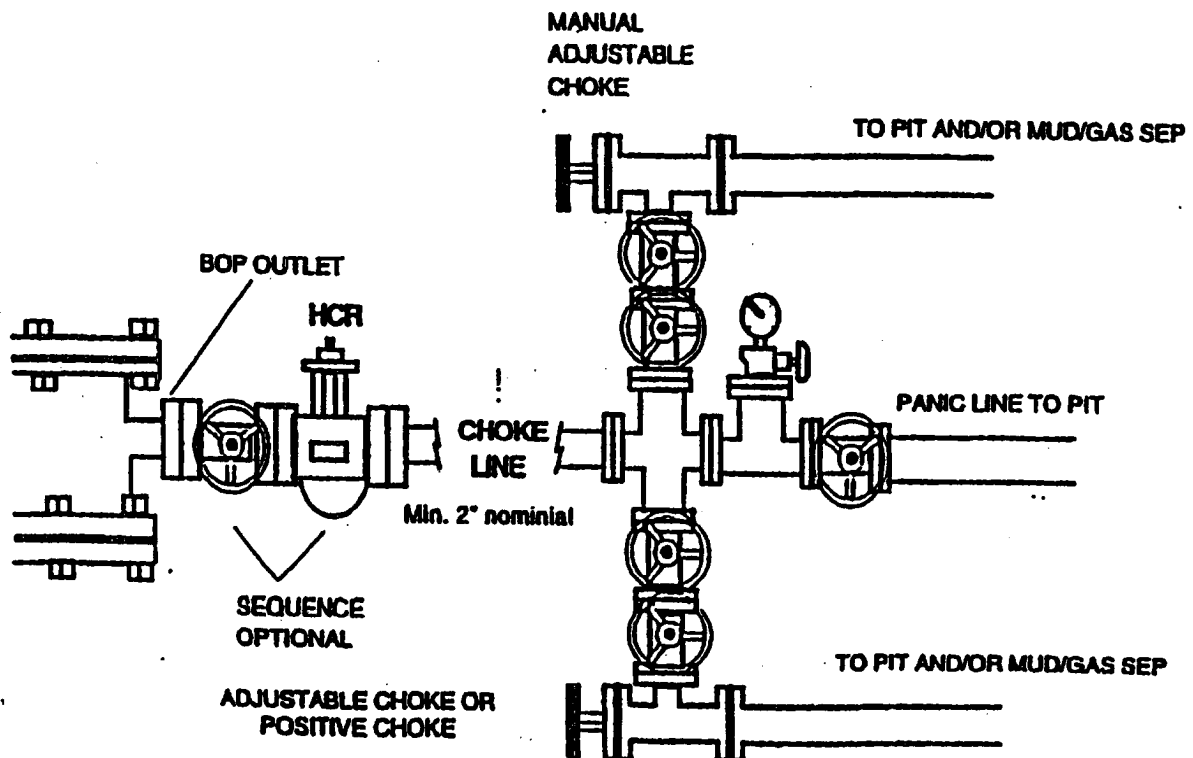 MANUAL
ADJUSTABLE
CHOKE
TO PIT AND/OR MUD/GAS SEP
BOP OUTLET
HCR
PANIC LINE TO PIT
CHOKE
LINE
Min. 2" nominial
SEQUENCE
OPTIONAL
TO PIT AND/OR MUD/GAS SEP
ADJUSTABLE CHOKE OR
POSITIVE CHOKE